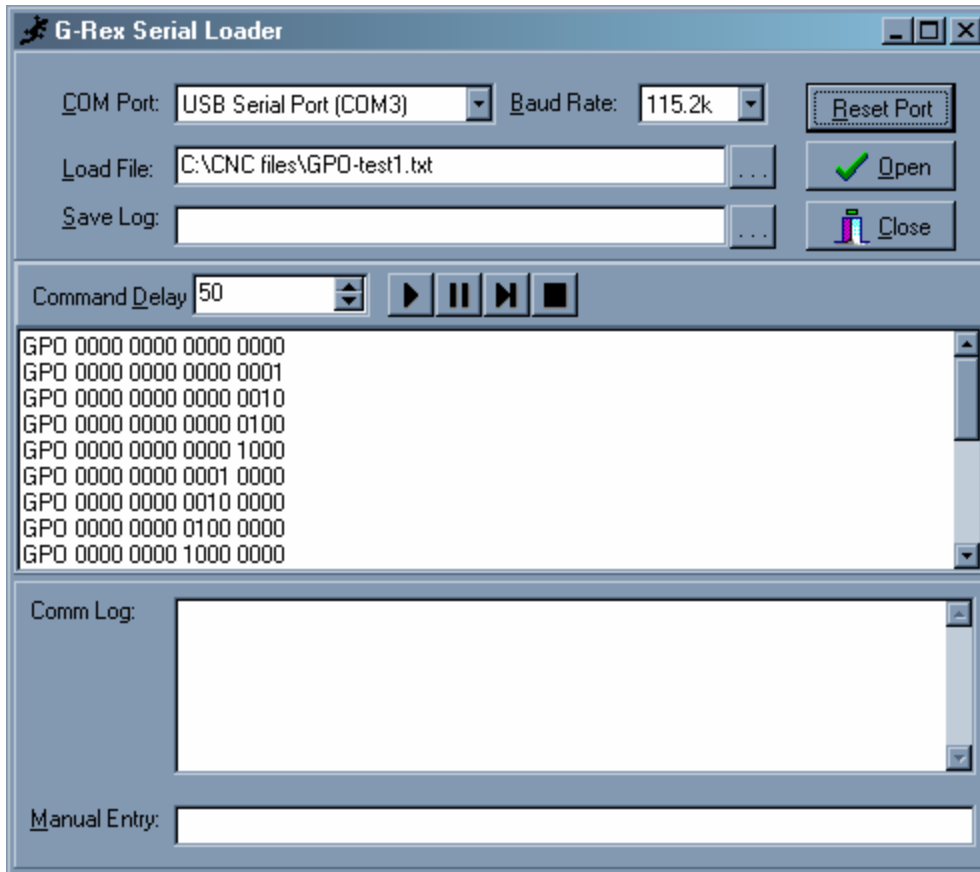 G-Rex Serial Loader
COM Port: USB Serial Port (COM3) Baud Rate: 115.2k Reset Port
Load File: C:\CNC files\GPO-test1.txt ... Open
Save Log: ... Close
Command Delay 50
GPO 0000 0000 0000 0000
GPO 0000 0000 0000 0001
GPO 0000 0000 0000 0010
GPO 0000 0000 0000 0100
GPO 0000 0000 0000 1000
GPO 0000 0000 0001 0000
GPO 0000 0000 0010 0000
GPO 0000 0000 0100 0000
GPO 0000 0000 1000 0000
Comm Log:
Manual Entry: